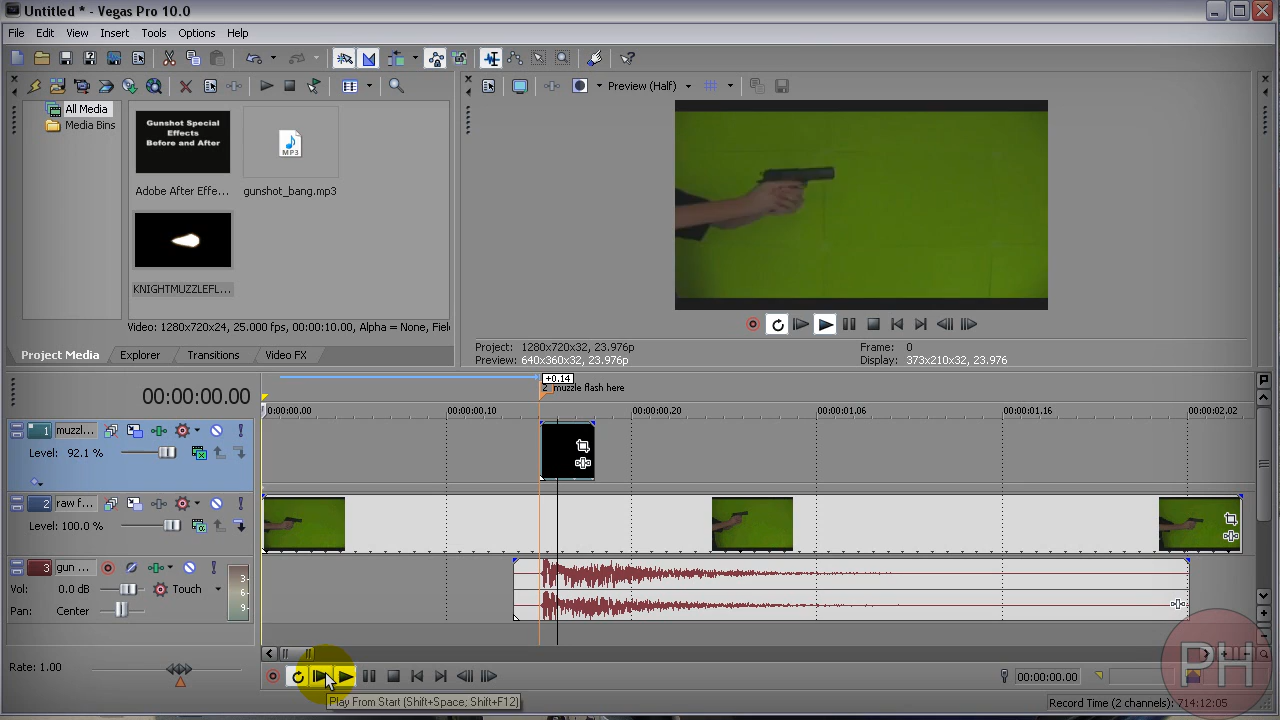 Untitled * - Vegas Pro 10.0
File Edit View Insert Tools Options Help
Preview (Half)
All Media
Media Bins
Gunshot Special
Effects
Before and After
MP3
Adobe After Effe...
gunshot_bang.mp3
KNIGHTMUZZLEFL...
Video: 1280x720x24, 25.000 fps, 00:00:10.00, Alpha = None, Fiel
Project Media Explorer Transitions Video FX
Project: 1280x720x32, 23.976p
Frame: 0
Preview: 640x360x32, 23.976p
Display: 373x210x32, 23.976
00:00:00.00
+0.14
2 muzzle flash here
0:00:00.00 00:00:00.10 00:00:00.20 00:00:01.06 00:00:01.16 00:00:02.02
1 muzzl...
Level: 92.1 %
2 raw f...
Level: 100.0 %
3 gun ...
Vol: 0.0 dB Touch
Pan: Center
3
6
9
Rate: 1.00
00:00:00.00
Play From Start (Shift+Space; Shift+F12)
Record Time (2 channels): 714:12:05
PH